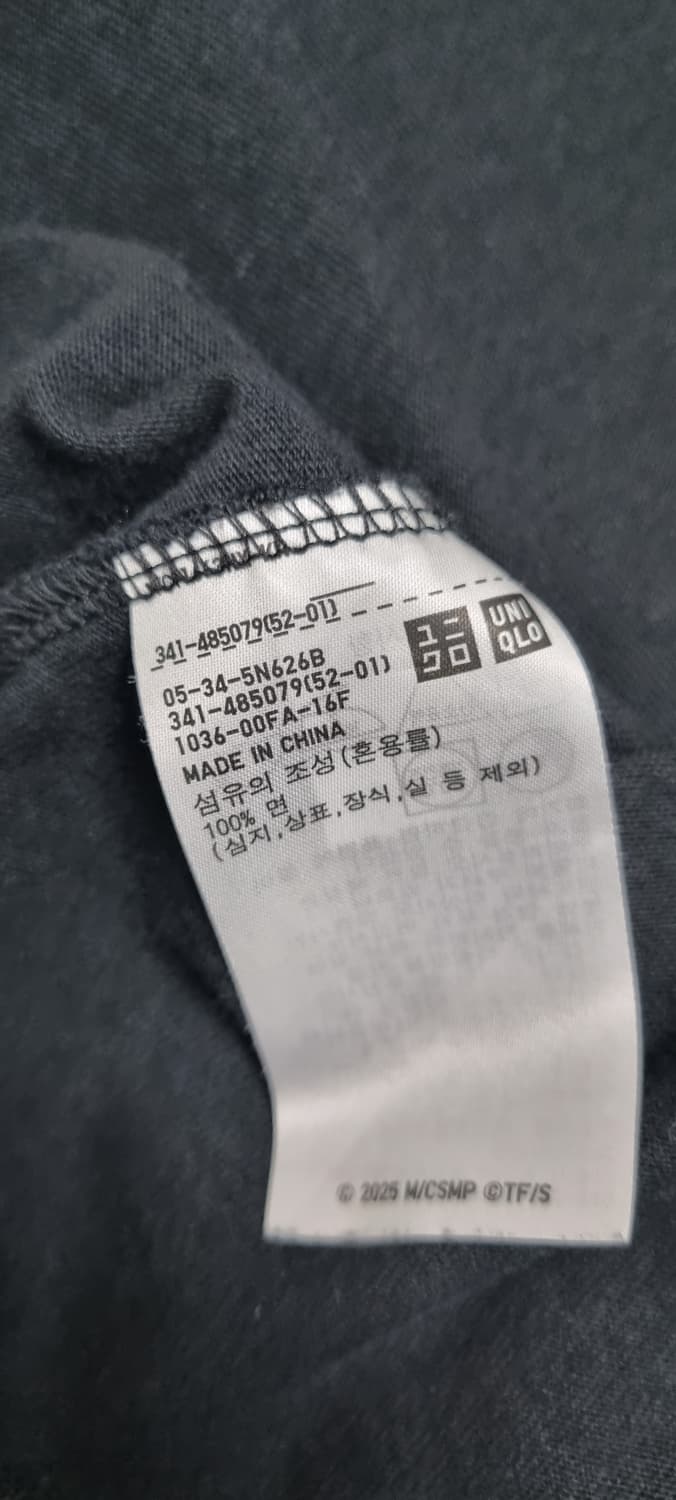 341-485079(52-01)
ユニ
クロ
UNI
QLO
05-34-5N626B
341-485079(52-01)
1036-00FA-16F
MADE IN CHINA
섬유의 조성(혼용률)
100% 면
(심지,상표,장식,실 등 제외)
© 2025 M/CSMP ©TF/S